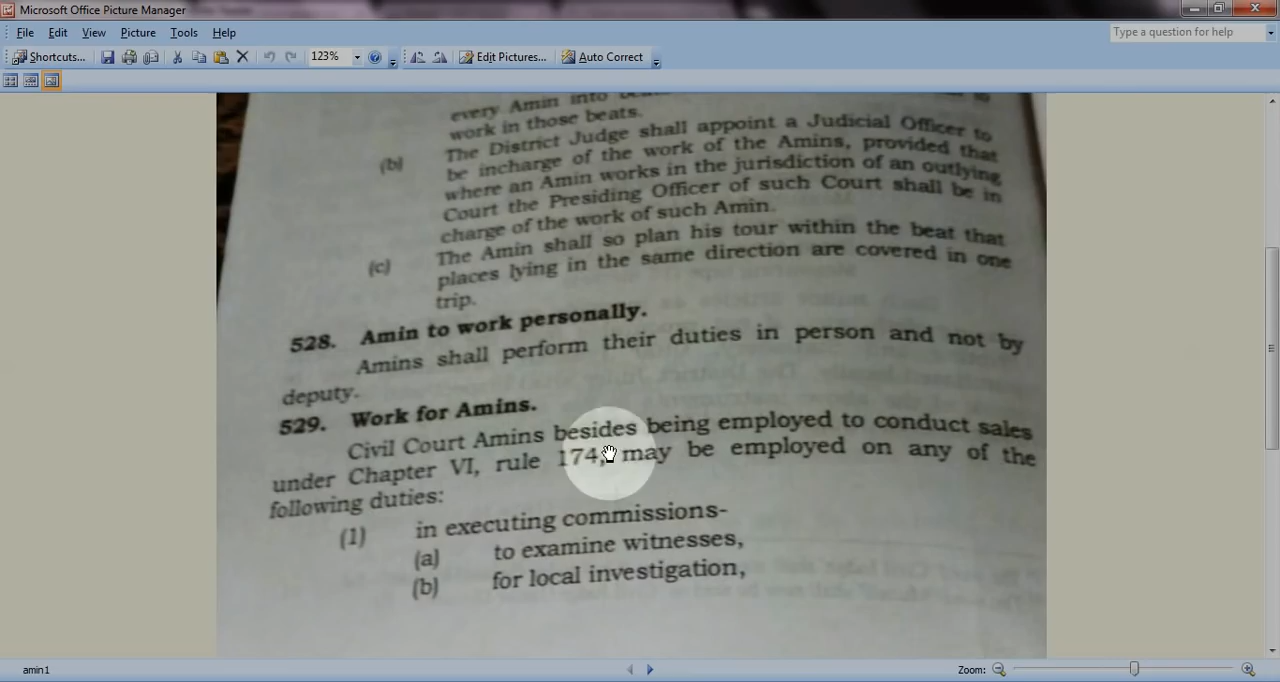 Microsoft Office Picture Manager
File Edit View Picture Tools Help
Type a question for help
Shortcuts... 123% Edit Pictures... Auto Correct
every Amin into
work in those beats.
(b) The District Judge shall appoint a Judicial Officer to
be incharge of the work of the Amins, provided that
where an Amin works in the jurisdiction of an outlying
Court the Presiding Officer of such Court shall be in
charge of the work of such Amin.
(c) The Amin shall so plan his tour within the beat that
places lying in the same direction are covered in one
trip.
528. Amin to work personally.
Amins shall perform their duties in person and not by
deputy.
529. Work for Amins.
Civil Court Amins besides being employed to conduct sales
under Chapter VI, rule 174, may be employed on any of the
following duties:
(1) in executing commissions-
(a) to examine witnesses,
(b) for local investigation,
amin1
Zoom: